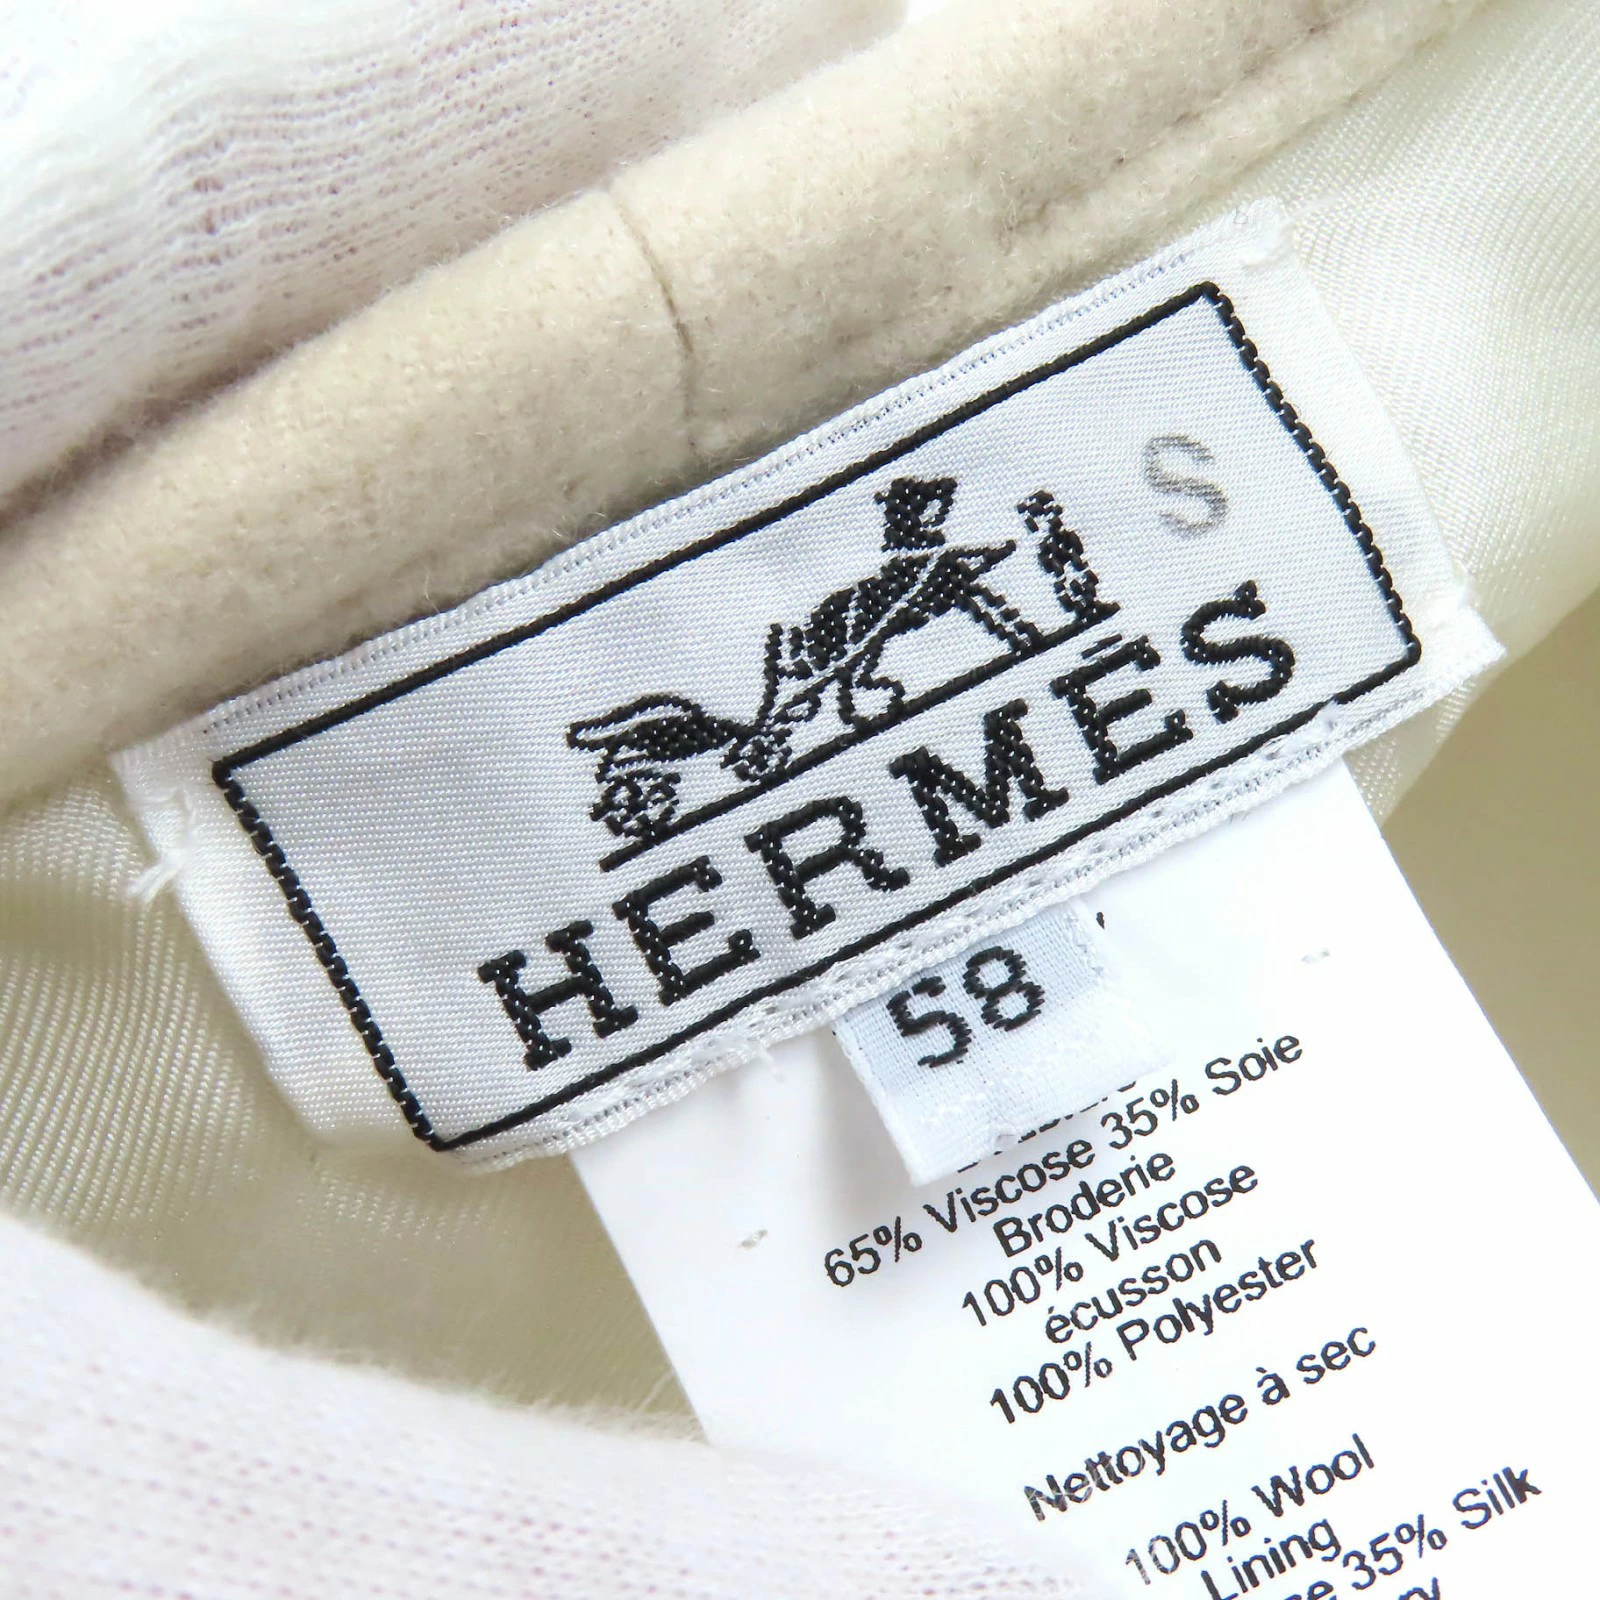 S
HERMÈS
58
65% Viscose 35% Soie
Broderie
100% Viscose
écusson
100% Polyester
Nettoyage à sec
100% Wool
Lining
35% Silk